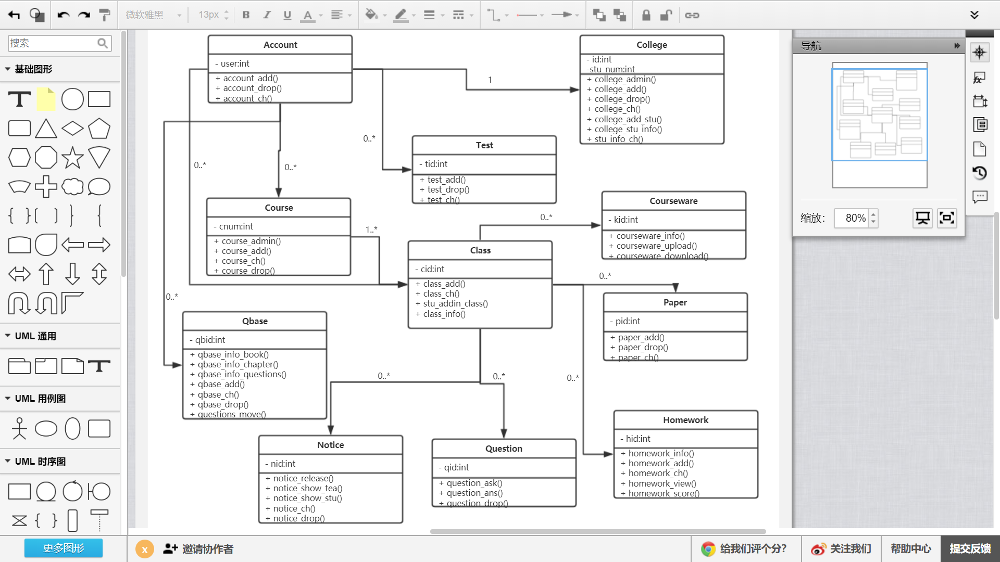 微软雅黑
13px
B
I
U
A
搜索
基础图形
UML 通用
UML 用例图
UML 时序图
更多图形
Account
- user:int
+ account_add()
+ account_drop()
+ account_ch()
College
- id:int
-stu_num:int
+ college_admin()
+ college_add()
+ college_drop()
+ college_ch()
+ college_add_stu()
+ college_stu_info()
+ stu_info_ch()
1
0..*
0..*
0..*
Test
- tid:int
+ test_add()
+ test_drop()
+ test_ch()
Course
- cnum:int
+ course_admin()
+ course_add()
+ course_ch()
+ course_drop()
1..*
0..*
Courseware
- kid:int
+ courseware_info()
+ courseware_upload()
+ courseware_download()
Class
- cid:int
+ class_add()
+ class_ch()
+ stu_addin_class()
+ class_info()
0..*
0..*
Paper
- pid:int
+ paper_add()
+ paper_drop()
+ paper_ch()
Qbase
- qbid:int
+ qbase_info_book()
+ qbase_info_chapter()
+ qbase_info_questions()
+ qbase_add()
+ qbase_ch()
+ qbase_drop()
+ questions_move()
0..*
0..*
0..*
Homework
- hid:int
+ homework_info()
+ homework_add()
+ homework_ch()
+ homework_view()
+ homework_score()
Notice
- nid:int
+ notice_release()
+ notice_show_tea()
+ notice_show_stu()
+ notice_ch()
+ notice_drop()
Question
- qid:int
+ question_ask()
+ question_ans()
+ question_drop()
导航
缩放：
80%
fx
x
邀请协作者
给我们评个分？
关注我们
帮助中心
提交反馈